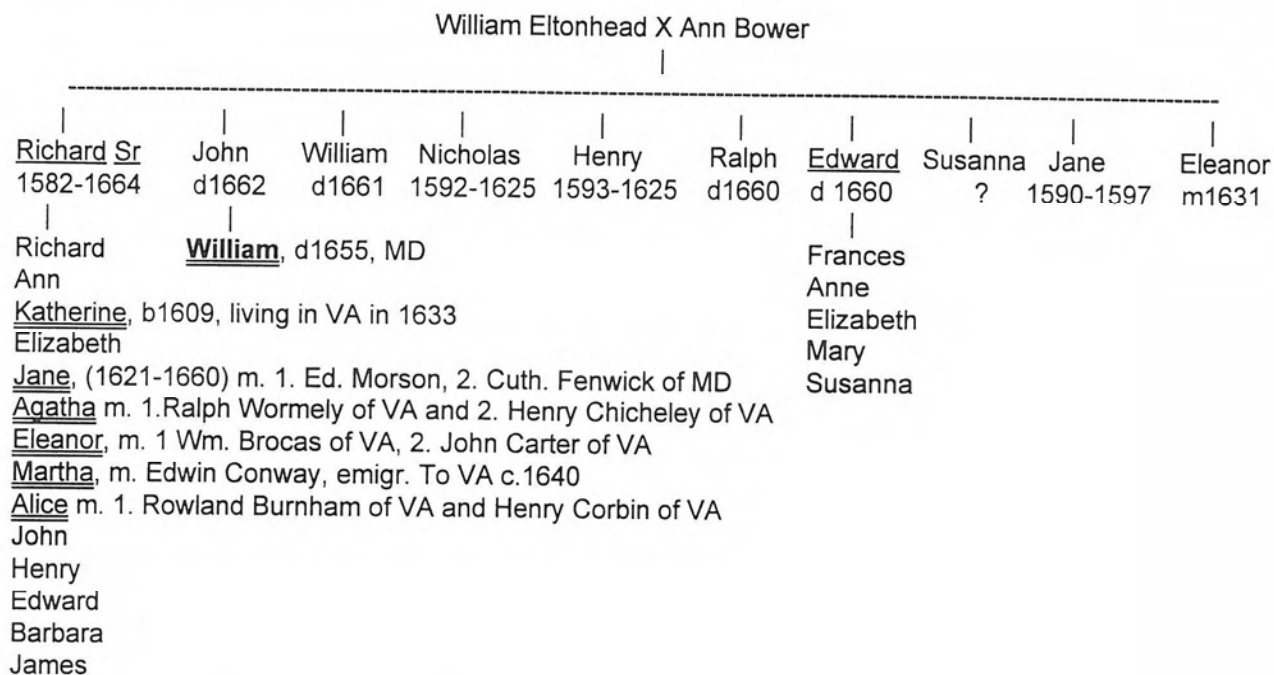 William Eltonhead X Ann Bower
Richard Sr John William Nicholas Henry Ralph Edward Susanna Jane Eleanor
1582-1664 d1662 d1661 1592-1625 1593-1625 d1660 d 1660 ? 1590-1597 m1631
Richard William, d1655, MD Frances
Ann Anne
Katherine, b1609, living in VA in 1633 Elizabeth
Elizabeth Mary
Jane, (1621-1660) m. 1. Ed. Morson, 2. Cuth. Fenwick of MD Susanna
Agatha m. 1.Ralph Wormely of VA and 2. Henry Chicheley of VA
Eleanor, m. 1 Wm. Brocas of VA, 2. John Carter of VA
Martha, m. Edwin Conway, emigr. To VA c.1640
Alice m. 1. Rowland Burnham of VA and Henry Corbin of VA
John
Henry
Edward
Barbara
James